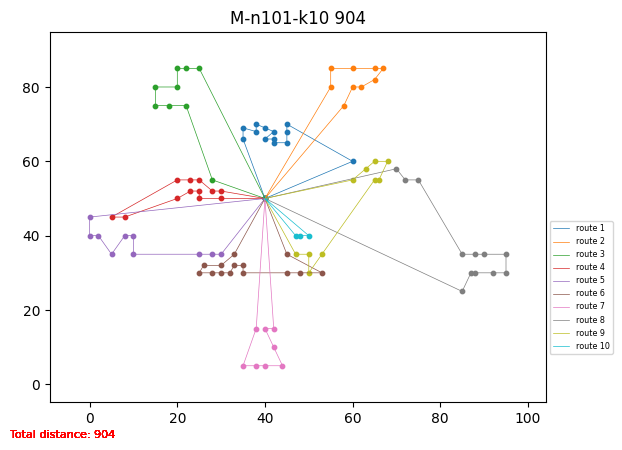 M-n101-k10 904
80
60
40
20
0
0 20 40 60 80 100
route 1
route 2
route 3
route 4
route 5
route 6
route 7
route 8
route 9
route 10
Total distance: 904